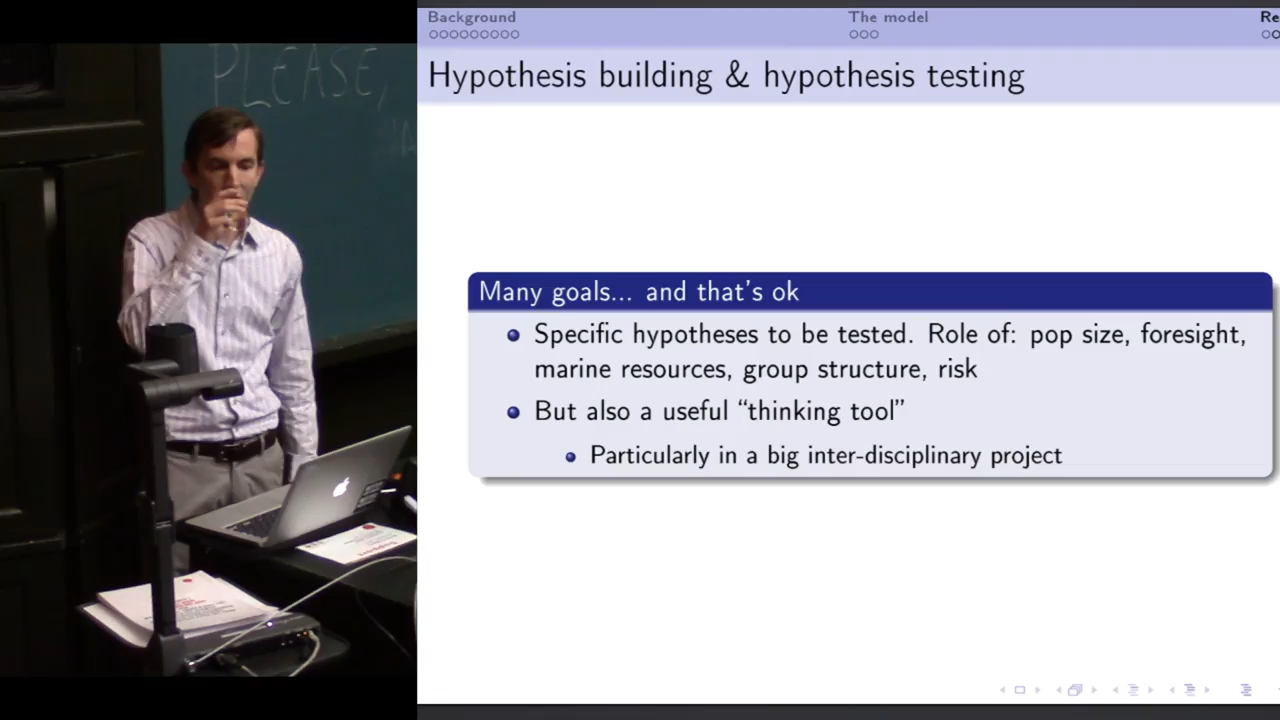 Background
The model
Re
Hypothesis building & hypothesis testing
Many goals... and that's ok
Specific hypotheses to be tested. Role of: pop size, foresight,
marine resources, group structure, risk
But also a useful “thinking tool”
Particularly in a big inter-disciplinary project
PLEASE,